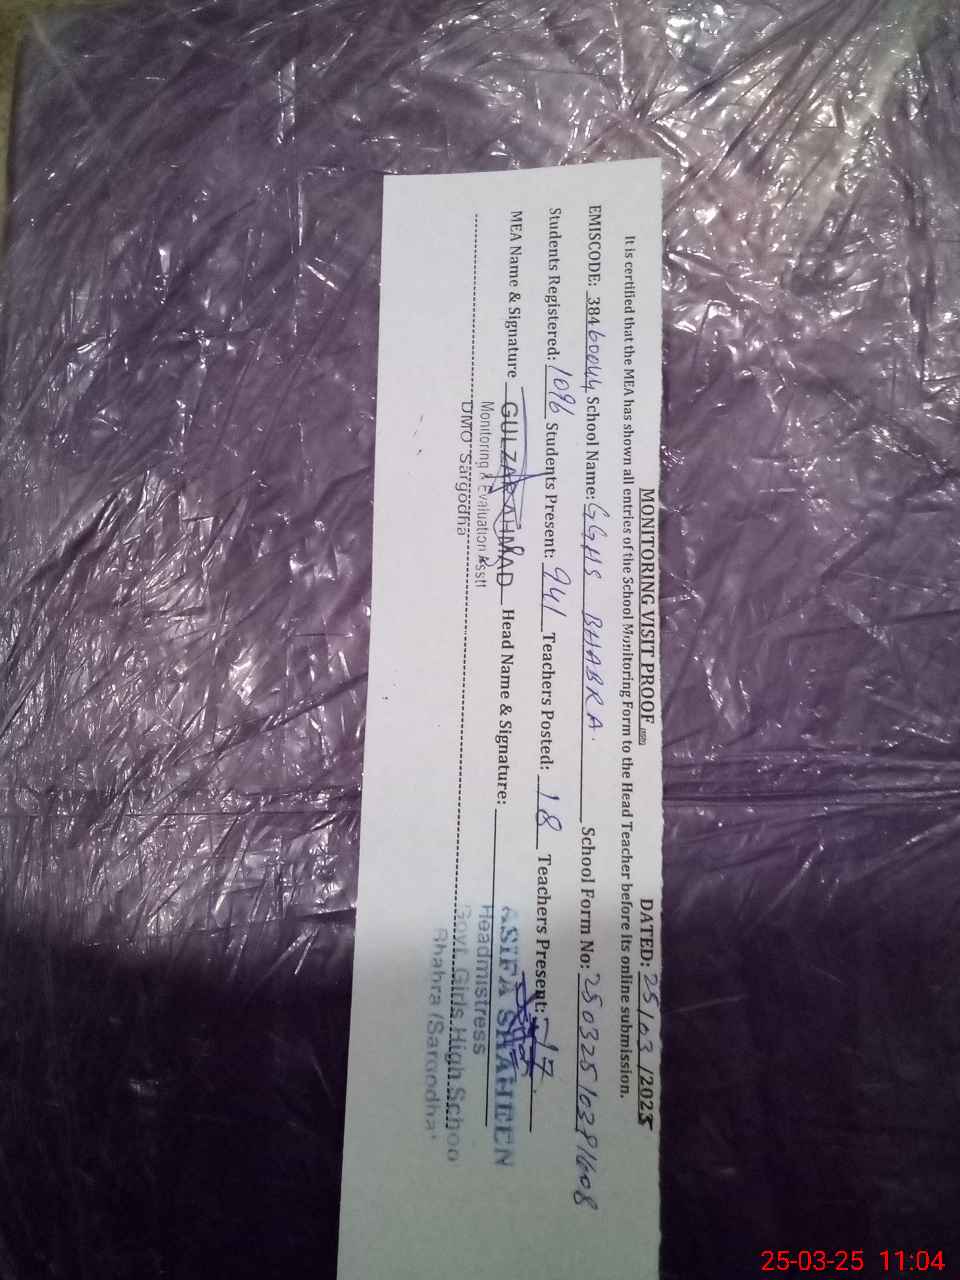 MONITORING VISIT PROOF DATED: 25/03/2025
It is certified that the MEA has shown all entries of the School Monitoring Form to the Head Teacher before its online submission.
EMISCODE: 38460044 School Name: GGHS BHABRA. School Form No:
Students Registered: 1096 Students Present: 941 Teachers Posted: 18 Teachers Present: 17
MEA Name & Signature GULZAR AHMAD Head Name & Signature: ASIFA SHAHEEN
Monitoring & Evaluation Asstt Headmistress
DMO Sargodha Govt. Girls High Schoo
Bhabra (Sargodha)
25-03-25 11:04